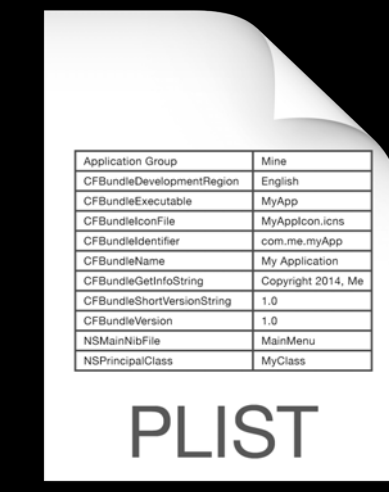 Application Group Mine
CFBundleDevelopmentRegion English
CFBundleExecutable MyApp
CFBundleIconFile MyAppIcon.icns
CFBundleIdentifier com.me.myApp
CFBundleName My Application
CFBundleGetInfoString Copyright 2014, Me
CFBundleShortVersionString 1.0
CFBundleVersion 1.0
NSMainNibFile MainMenu
NSPrincipalClass MyClass
PLIST